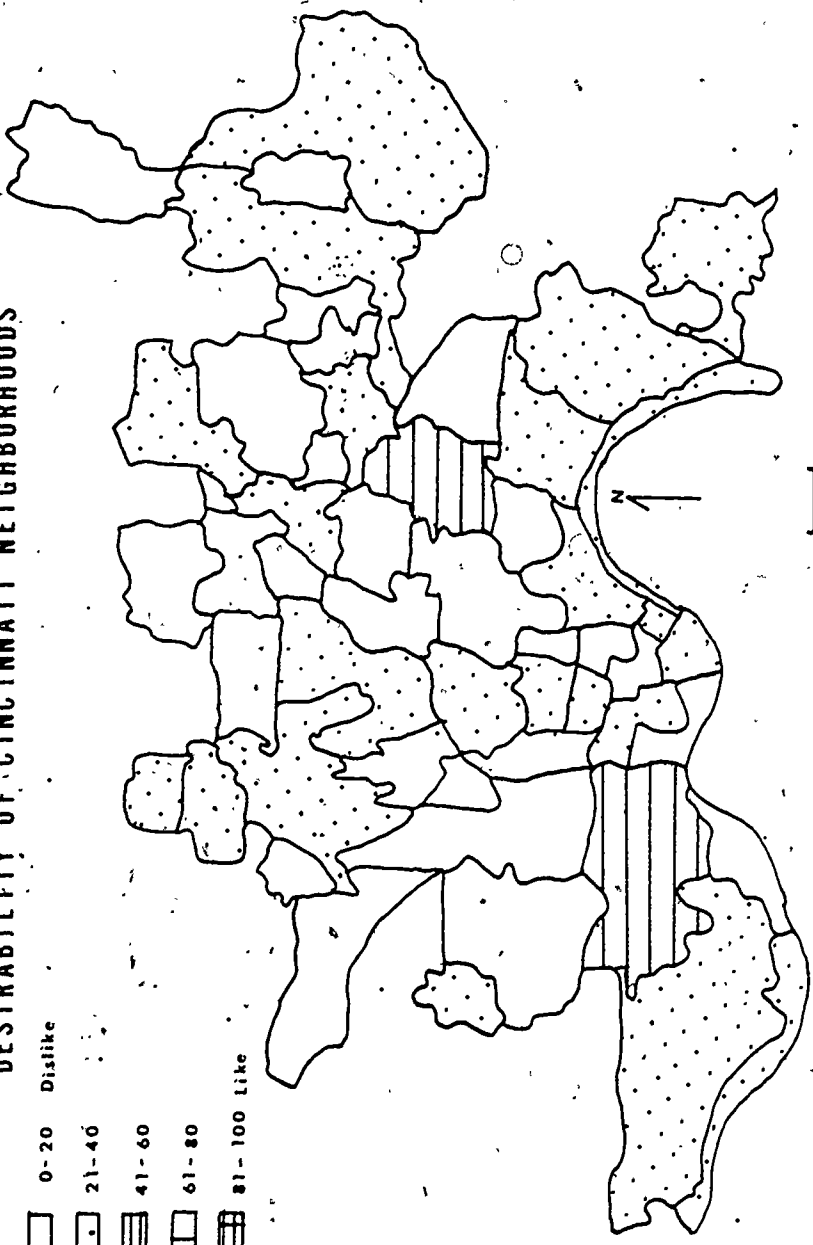 DESIRABILITY OF CINCINNATI NEIGHBORHOODS
0-20 Dislike
21-40
41-60
61-80
81-100 Like
N